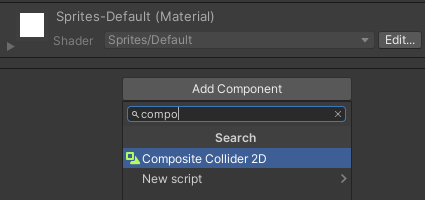 Sprites-Default (Material)
Shader Sprites/Default Edit...
Add Component
compo
Search
Composite Collider 2D
New script